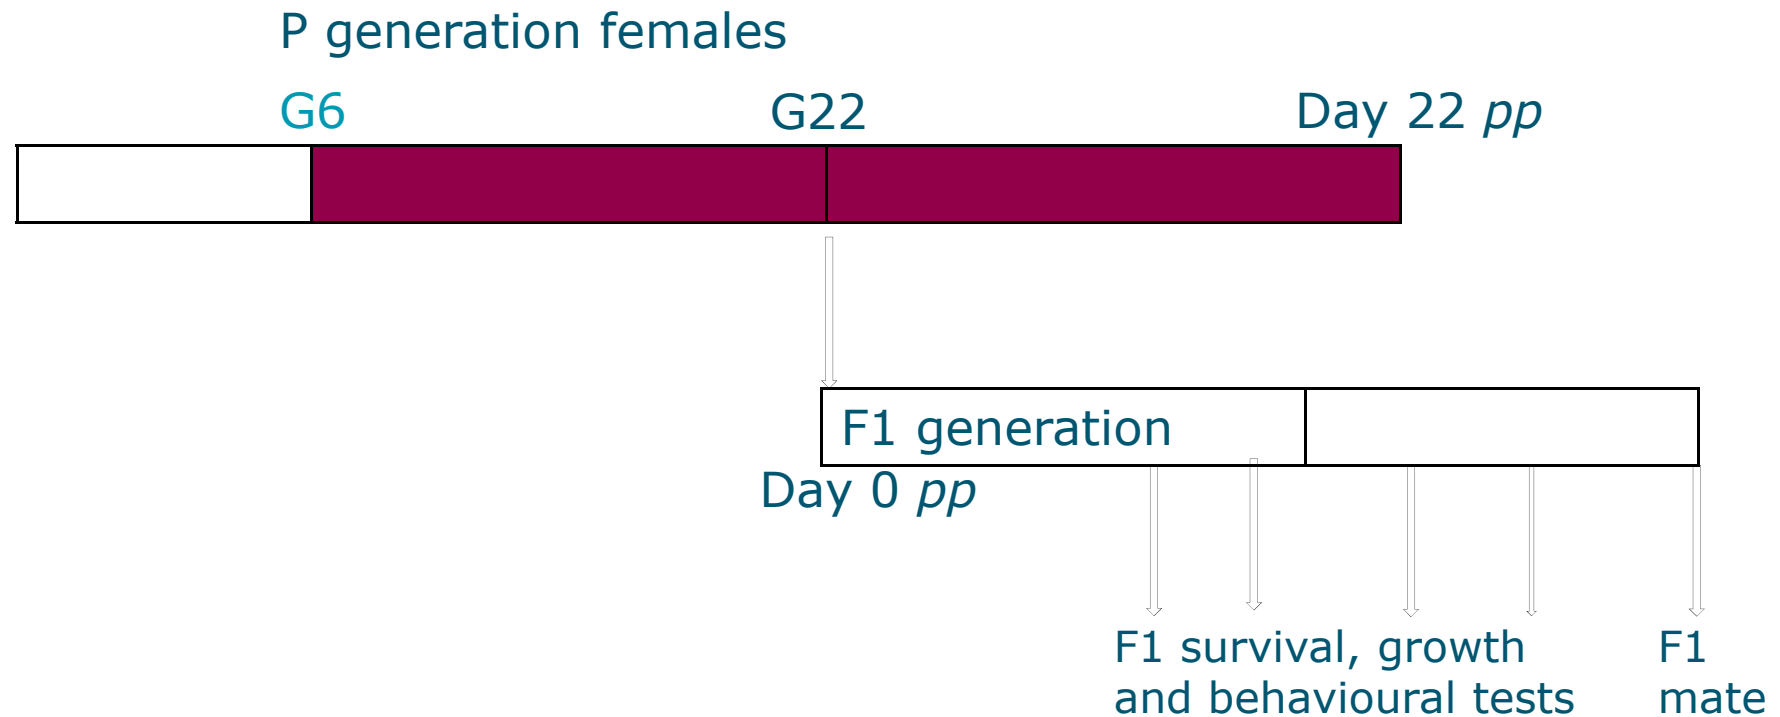 P generation females
G6 G22 Day 22 pp
F1 generation
Day 0 pp
F1 survival, growth
and behavioural tests
F1
mate